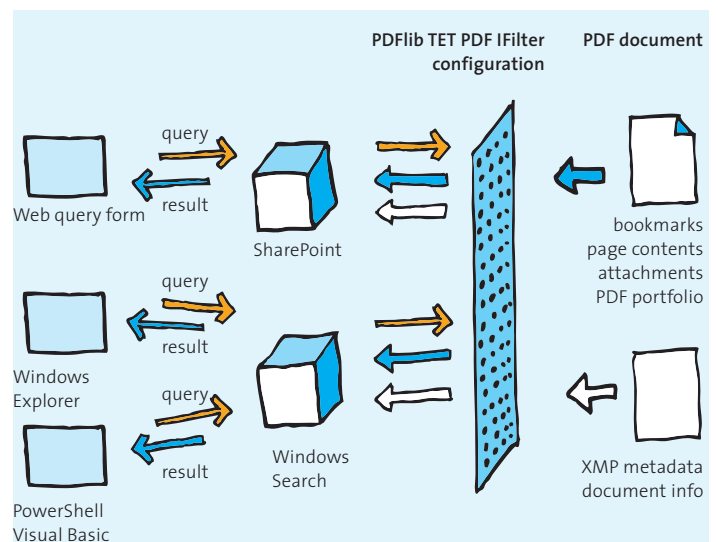 PDFlib TET PDF IFilter
configuration
PDF document
query
result
Web query form
SharePoint
bookmarks
page contents
attachments
PDF portfolio
query
result
Windows
Explorer
query
result
Windows
Search
PowerShell
Visual Basic
XMP metadata
document info